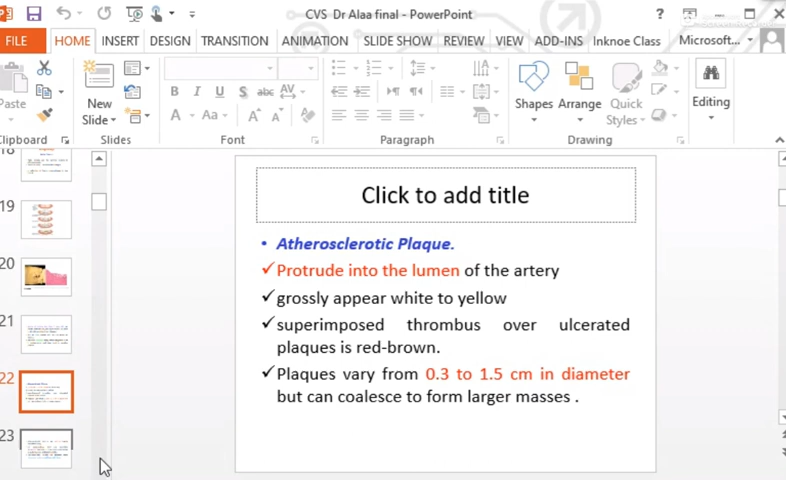 CVS Dr Alaa final - PowerPoint
FILE HOME INSERT DESIGN TRANSITION ANIMATION SLIDE SHOW REVIEW VIEW ADD-INS Inknoe Class Microsoft...
Paste
New
Slide
B I U S abc AV
A Aa A A
Shapes
Arrange
Quick
Styles
Editing
Clipboard
Slides
Font
Paragraph
Drawing
18
19
20
21
22
23
Click to add title
• Atherosclerotic Plaque.
✓Protrude into the lumen of the artery
✓grossly appear white to yellow
✓superimposed thrombus over ulcerated
plaques is red-brown.
✓Plaques vary from 0.3 to 1.5 cm in diameter
but can coalesce to form larger masses .